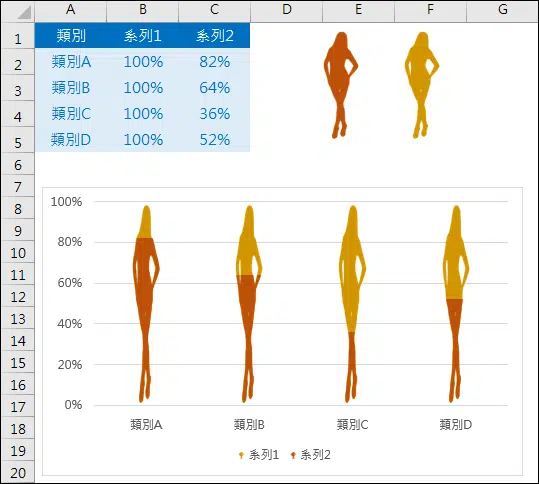 A B C D E F G
1 類別 系列1 系列2
2 類別A 100% 82%
3 類別B 100% 64%
4 類別C 100% 36%
5 類別D 100% 52%
6
7
8 100%
9
10 80%
11
12 60%
13
14 40%
15
16 20%
17
18 0%
類別A 類別B 類別C 類別D
19
20 系列1 系列2